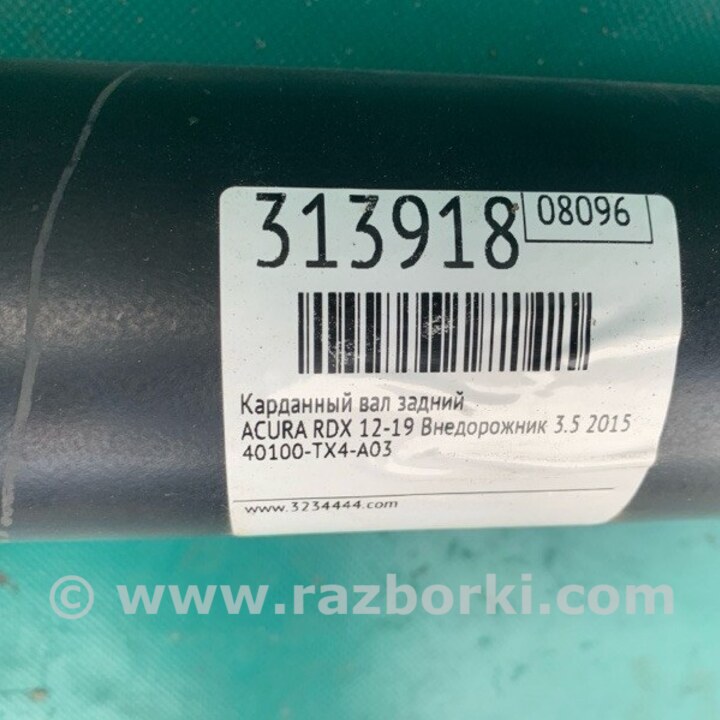 313918
08096
Карданный вал задний
ACURA RDX 12-19 Внедорожник 3.5 2015
40100-TX4-A03
www.3234444.com
© www.razborki.com